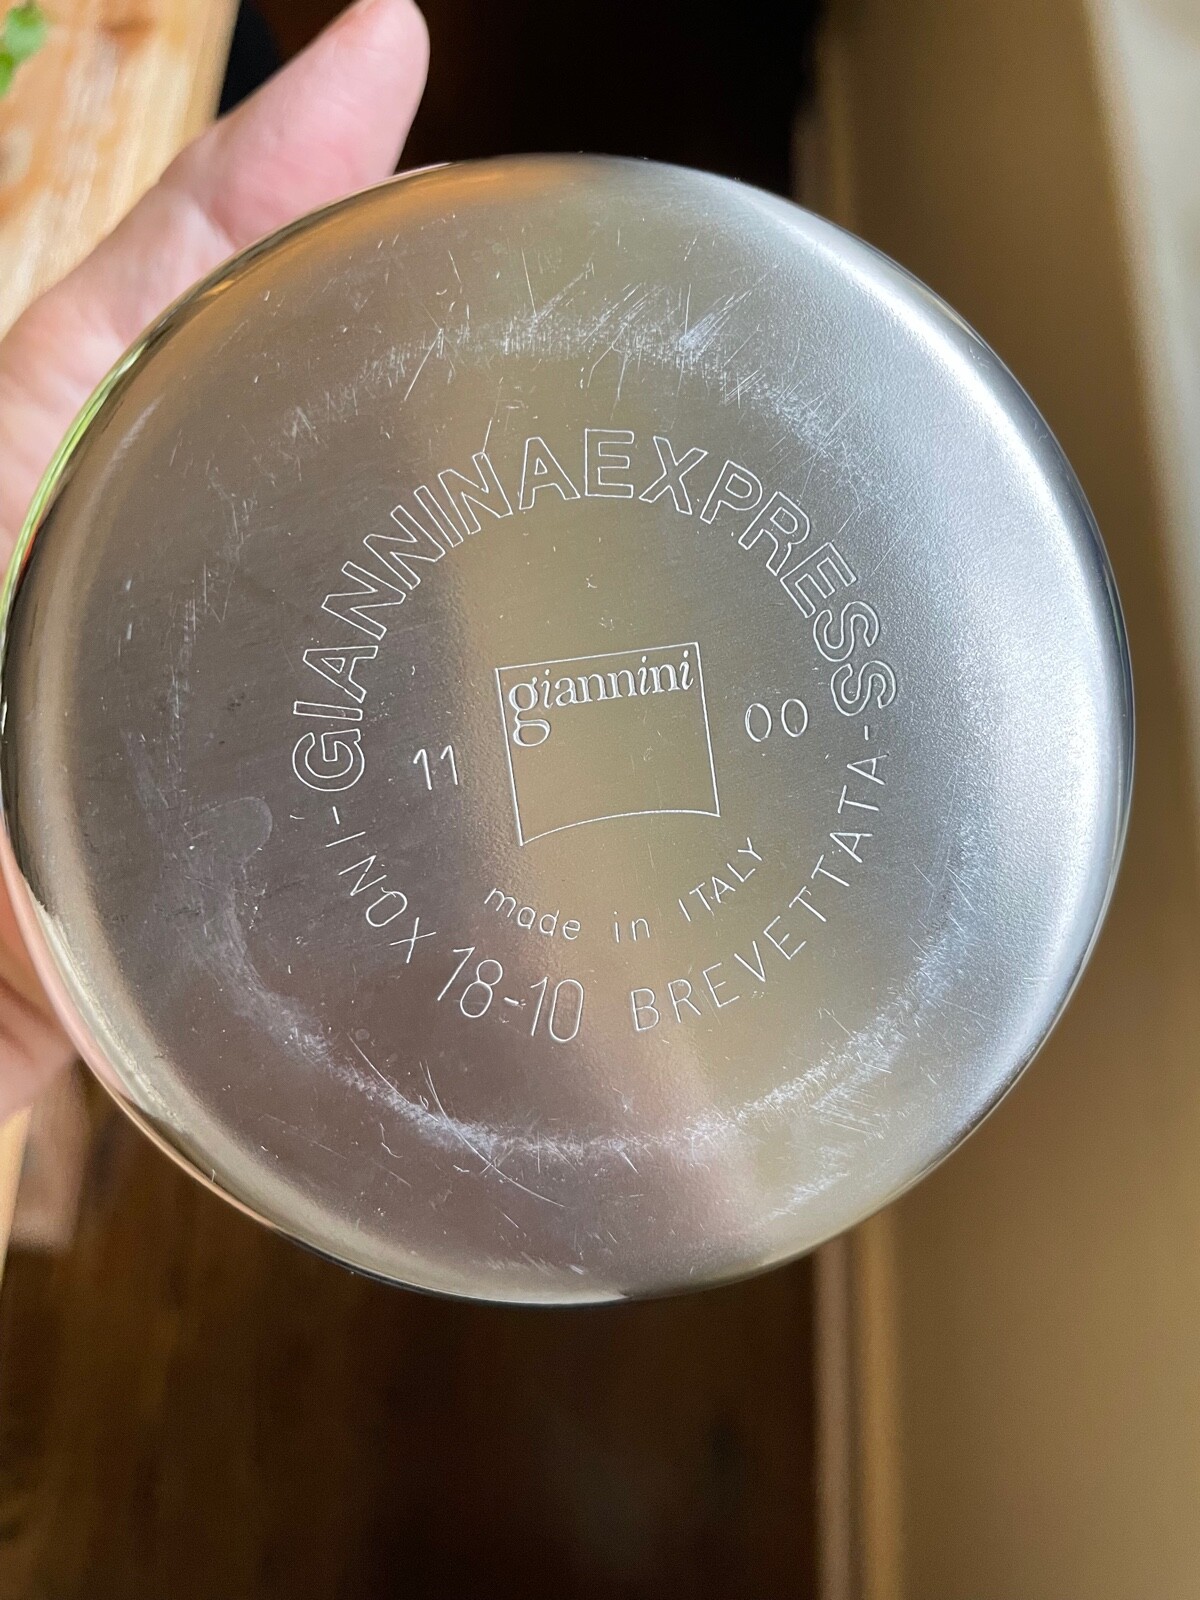 -GIANNINAEXPRESS-
giannini
11
00
made in ITALY
INOX 18-10 BREVETTATA